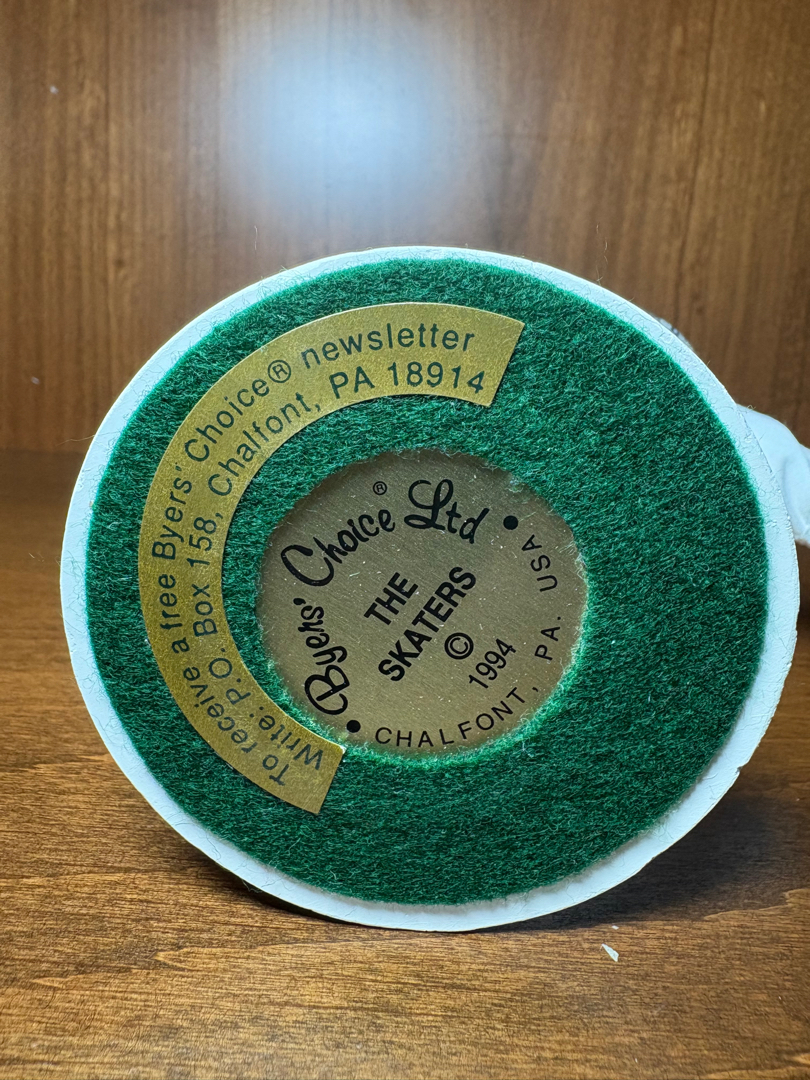 To receive a free Byers' Choice® newsletter
Write: P.O. Box 158, Chalfont, PA 18914
Byers' Choice® Ltd
THE
SKATERS
©
1994
• CHALFONT, PA. USA •